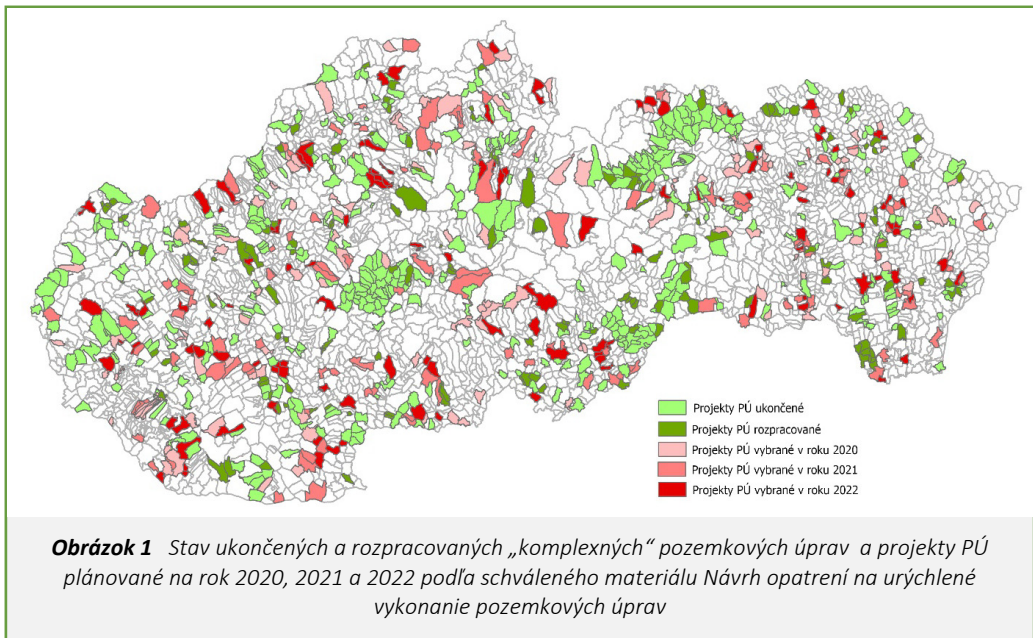 Projekty PÚ ukončené
Projekty PÚ rozpracované
Projekty PÚ vybrané v roku 2020
Projekty PÚ vybrané v roku 2021
Projekty PÚ vybrané v roku 2022
Obrázok 1 Stav ukončených a rozpracovaných „komplexných“ pozemkových úprav a projekty PÚ
plánované na rok 2020, 2021 a 2022 podľa schváleného materiálu Návrh opatrení na urýchlené
vykonanie pozemkových úprav